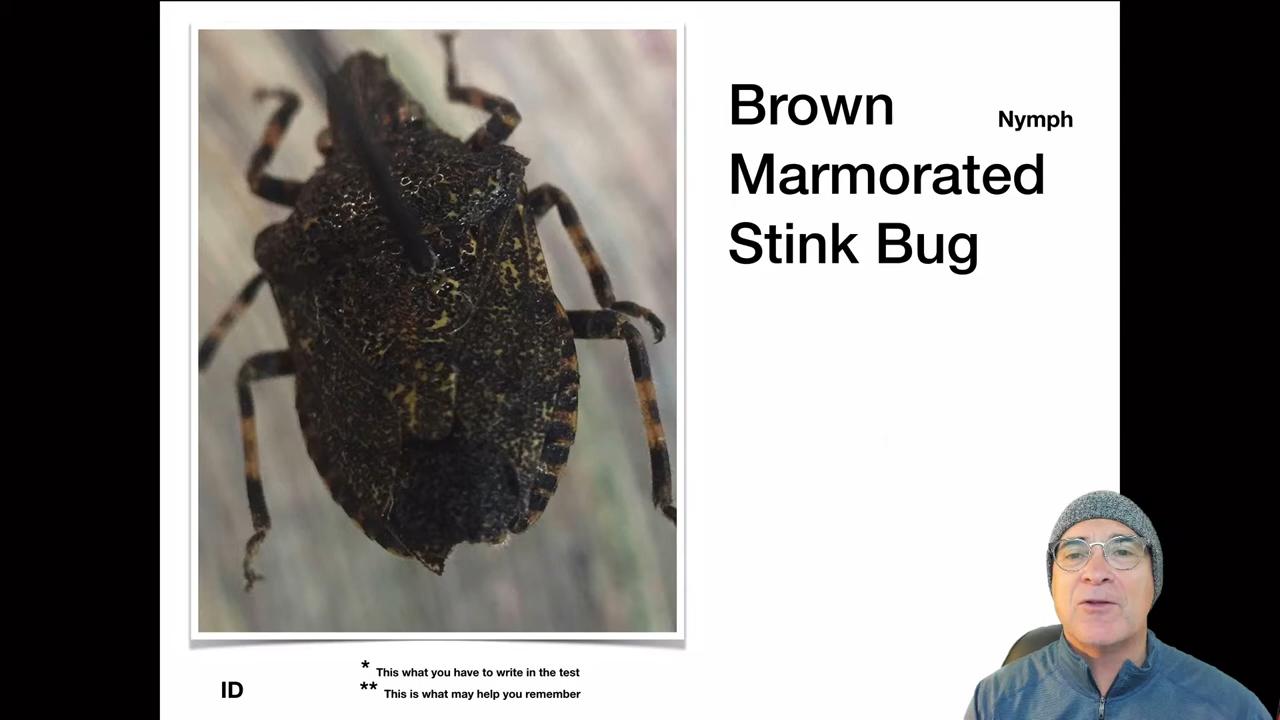 Brown
Nymph
Marmorated
Stink Bug
* This what you have to write in the test
ID
** This is what may help you remember